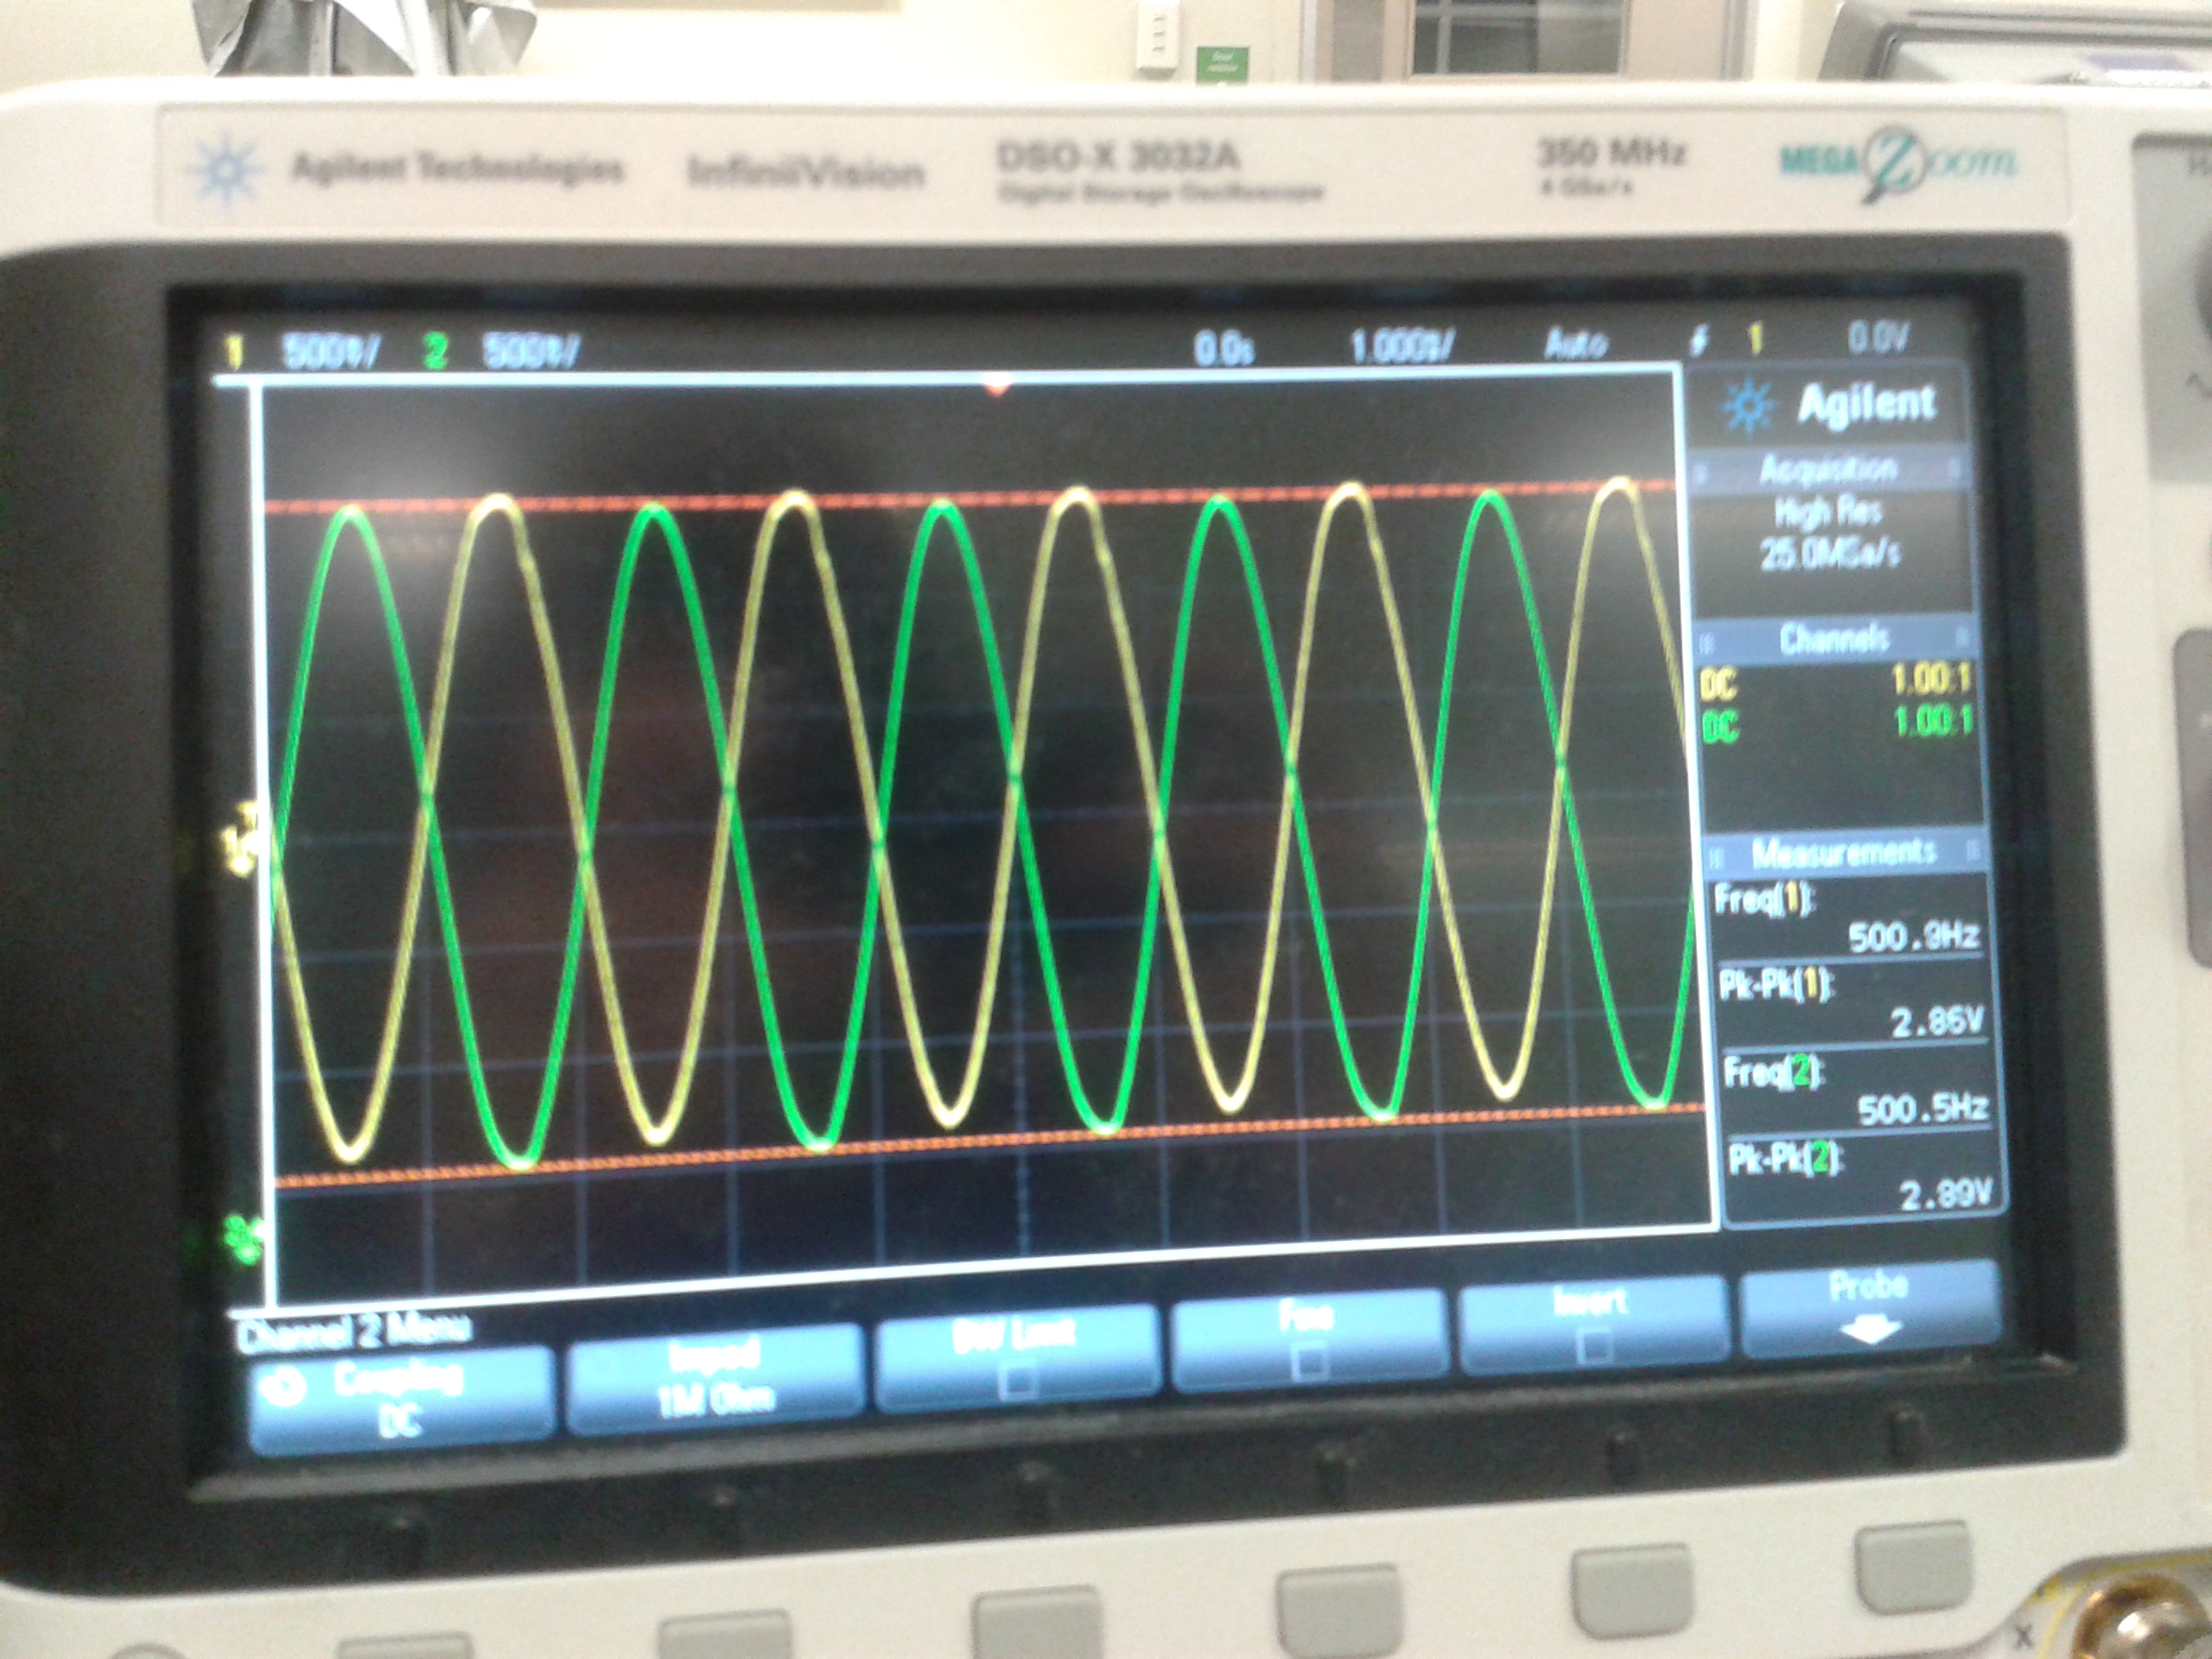 Agilent Technologies InfiniiVision DSO-X 3032A 350 MHz MEGA Zoom
Digital Storage Oscilloscope 4 GSa/s
1 500mV/ 2 500mV/ 0.0s 1.000ms/ Auto 1 0.0V
Agilent
Acquisition
High Res
25.0MSa/s
Channels
DC 1.00:1
DC 1.00:1
Measurements
Freq(1):
500.9Hz
Pk-Pk(1):
2.86V
Freq(2):
500.5Hz
Pk-Pk(2):
2.89V
Channel 2 Menu
Coupling
DC
Imped
1M Ohm
BW Limit
Fine
Invert
Probe
X